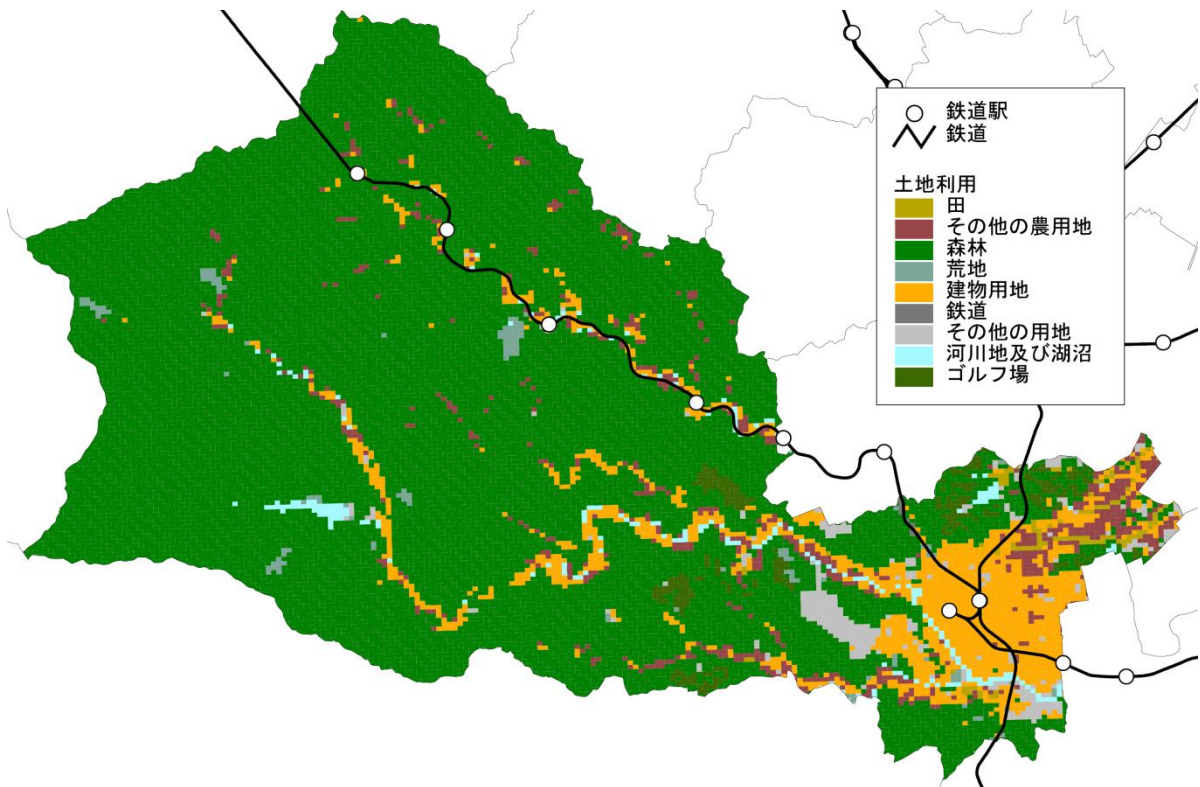 鉄道駅
鉄道
土地利用
田
その他の農用地
森林
荒地
建物用地
鉄道
その他の用地
河川地及び湖沼
ゴルフ場